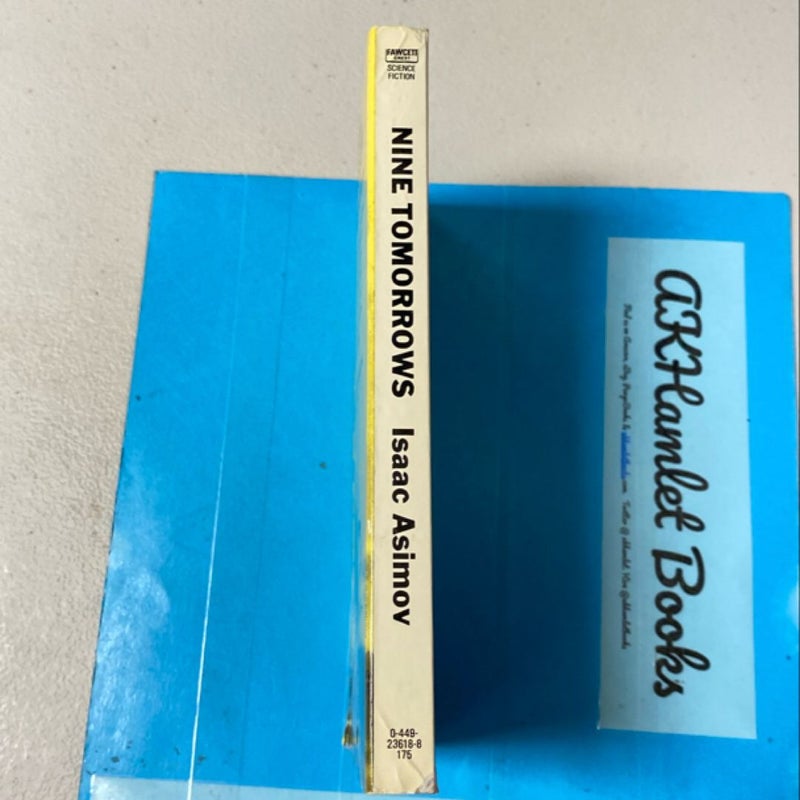 FAWCETT
CREST
SCIENCE
FICTION
NINE TOMORROWS Isaac Asimov
0-449-
23618-8
175
AKHamlet Books